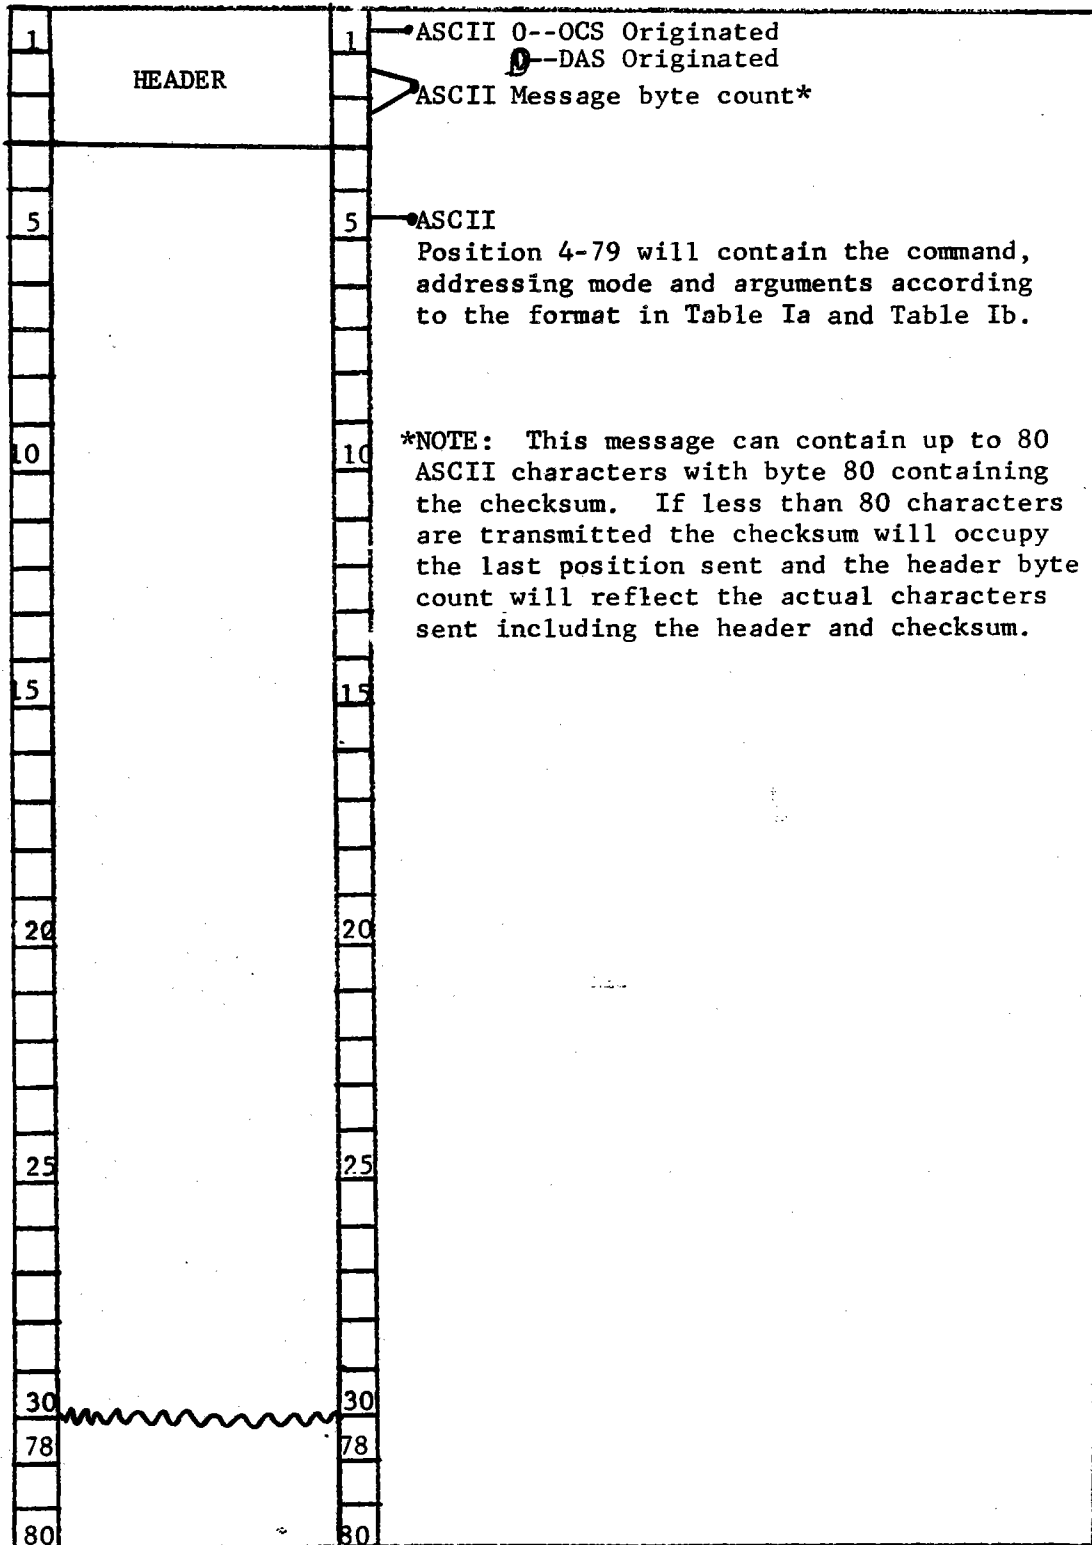 1 1 ASCII O--OCS Originated
D--DAS Originated
HEADER
ASCII Message byte count*
5 5 ASCII
Position 4-79 will contain the command,
addressing mode and arguments according
to the format in Table Ia and Table Ib.
10 10 *NOTE: This message can contain up to 80
ASCII characters with byte 80 containing
the checksum. If less than 80 characters
are transmitted the checksum will occupy
the last position sent and the header byte
count will reflect the actual characters
sent including the header and checksum.
15 15
20 20
25 25
30 30
78 78
80 80